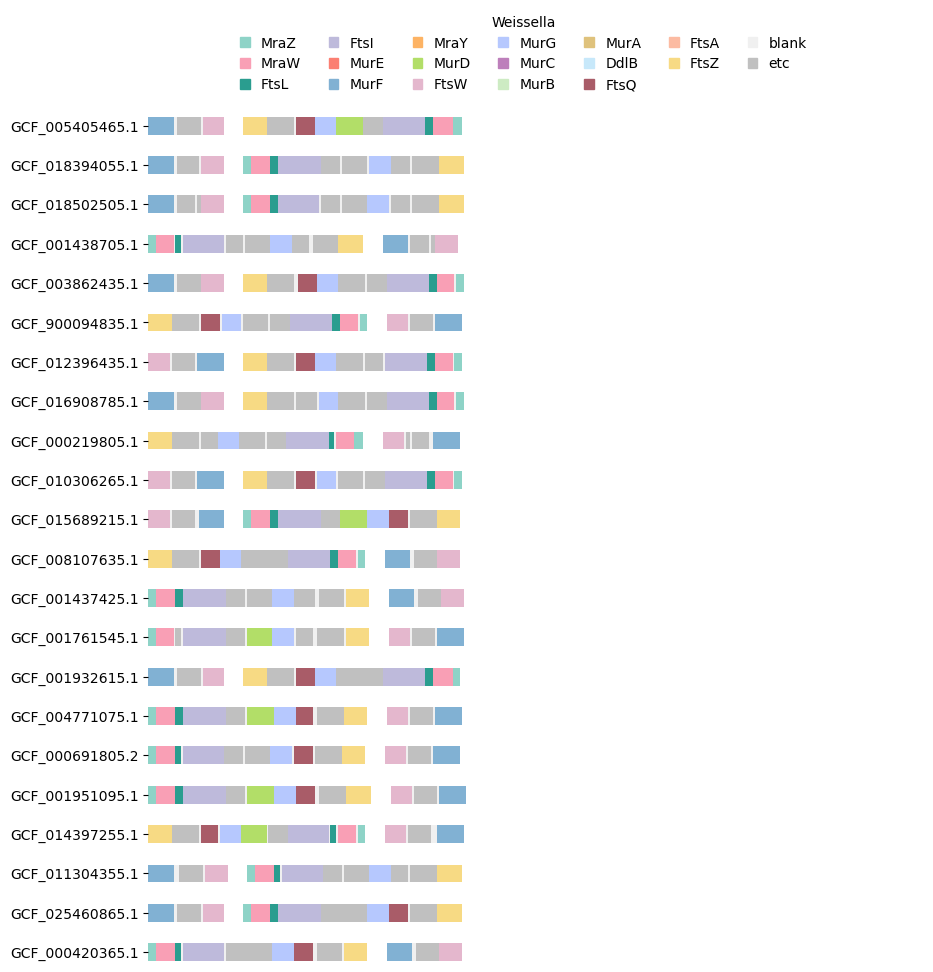 Weissella
MraZ FtsI MraY MurG MurA FtsA blank
MraW MurE MurD MurC DdlB FtsZ etc
FtsL MurF FtsW MurB FtsQ
GCF_005405465.1
GCF_018394055.1
GCF_018502505.1
GCF_001438705.1
GCF_003862435.1
GCF_900094835.1
GCF_012396435.1
GCF_016908785.1
GCF_000219805.1
GCF_010306265.1
GCF_015689215.1
GCF_008107635.1
GCF_001437425.1
GCF_001761545.1
GCF_001932615.1
GCF_004771075.1
GCF_000691805.2
GCF_001951095.1
GCF_014397255.1
GCF_011304355.1
GCF_025460865.1
GCF_000420365.1